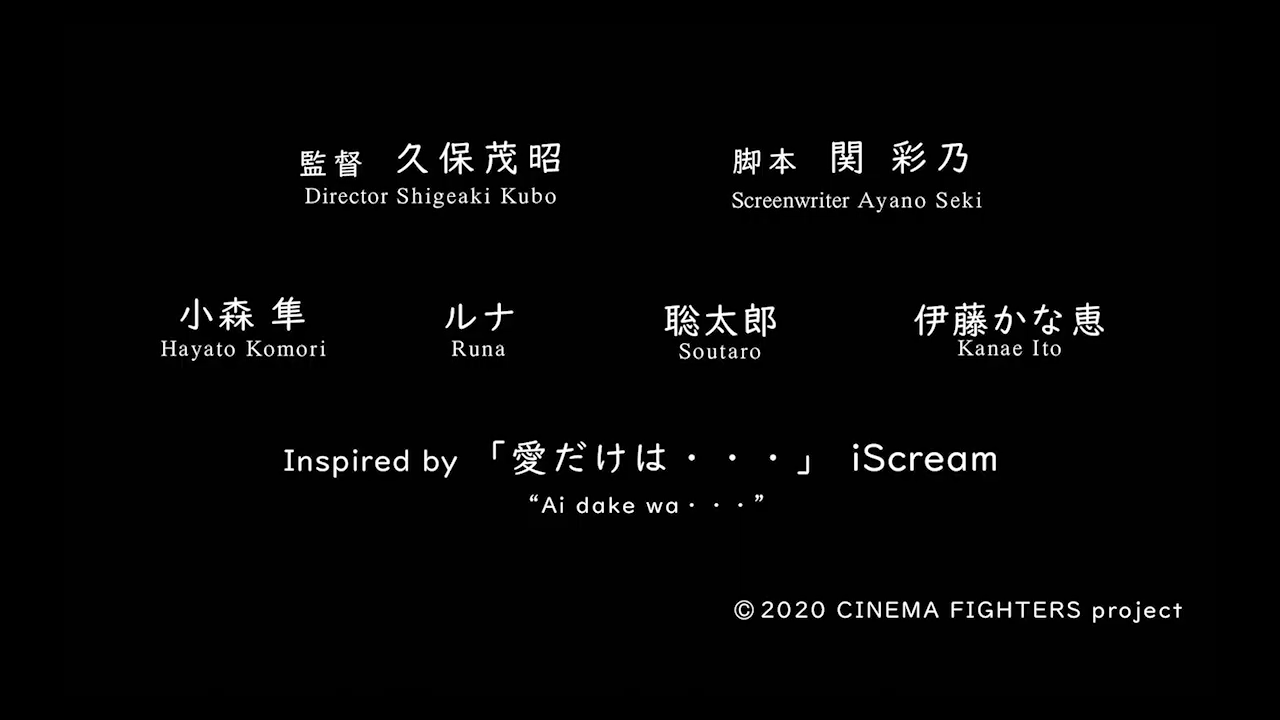 監督 久保茂昭
Director Shigeaki Kubo
脚本 関 彩乃
Screenwriter Ayano Seki
小森 隼
Hayato Komori
ルナ
Runa
聡太郎
Soutaro
伊藤かな恵
Kanae Ito
Inspired by 「愛だけは・・・」 iScream
“Ai dake wa・・・”
©2020 CINEMA FIGHTERS project